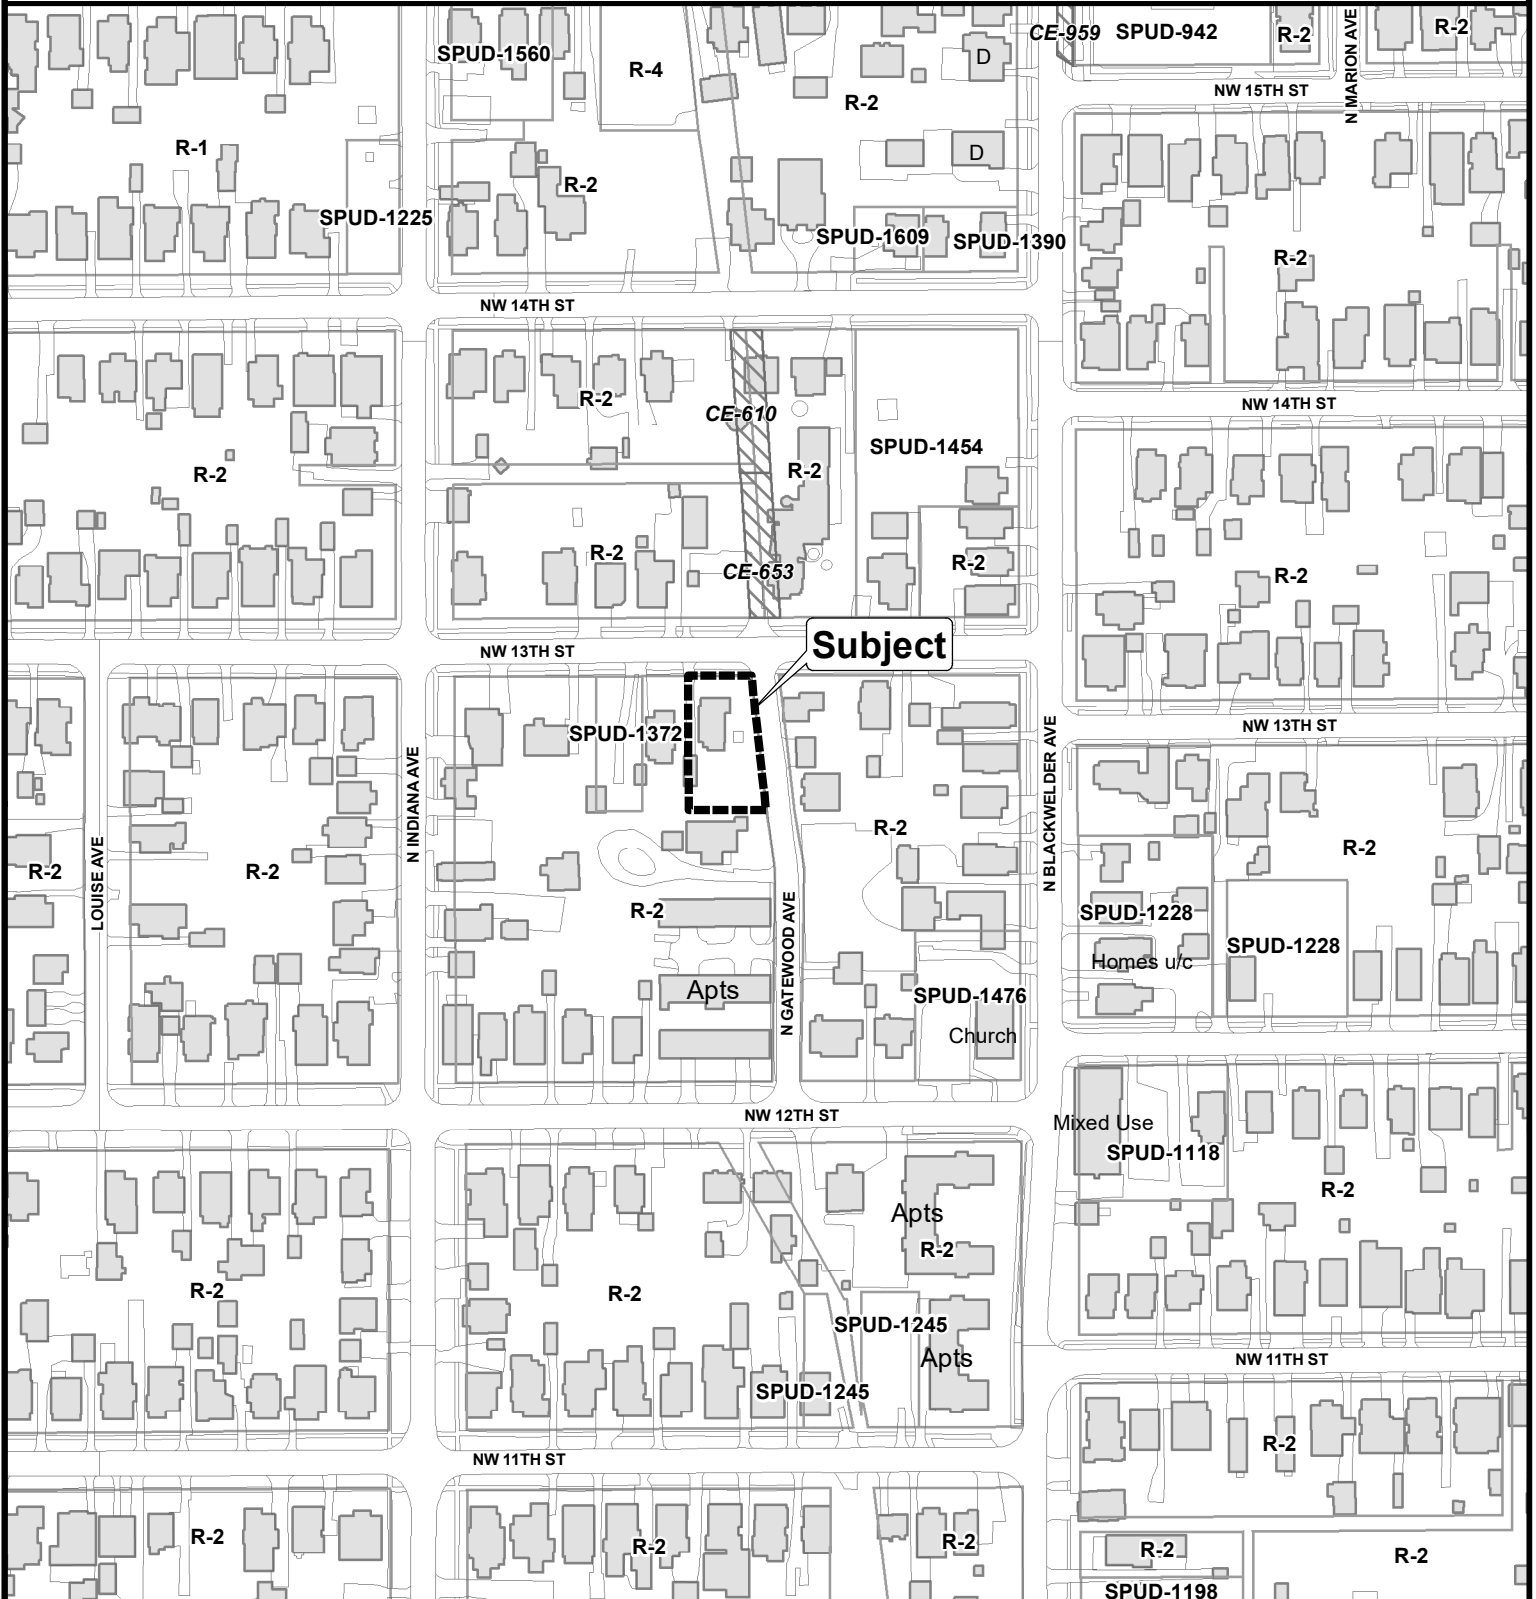 CE-959
SPUD-942
R-2
N MARION AVE
R-2
SPUD-1560
R-4
D
NW 15TH ST
R-2
R-1
D
R-2
SPUD-1225
SPUD-1609
SPUD-1390
R-2
NW 14TH ST
R-2
CE-610
NW 14TH ST
SPUD-1454
R-2
R-2
R-2
CE-653
R-2
R-2
Subject
NW 13TH ST
SPUD-1372
NW 13TH ST
N INDIANA AVE
N BLACKWELDER AVE
R-2
R-2
LOUISE AVE
R-2
R-2
R-2
SPUD-1228
N GATEWOOD AVE
SPUD-1228
Homes u/c
Apts
SPUD-1476
Church
NW 12TH ST
Mixed Use
SPUD-1118
R-2
Apts
R-2
R-2
R-2
SPUD-1245
Apts
NW 11TH ST
SPUD-1245
R-2
NW 11TH ST
R-2
R-2
R-2
R-2
R-2
SPUD-1198